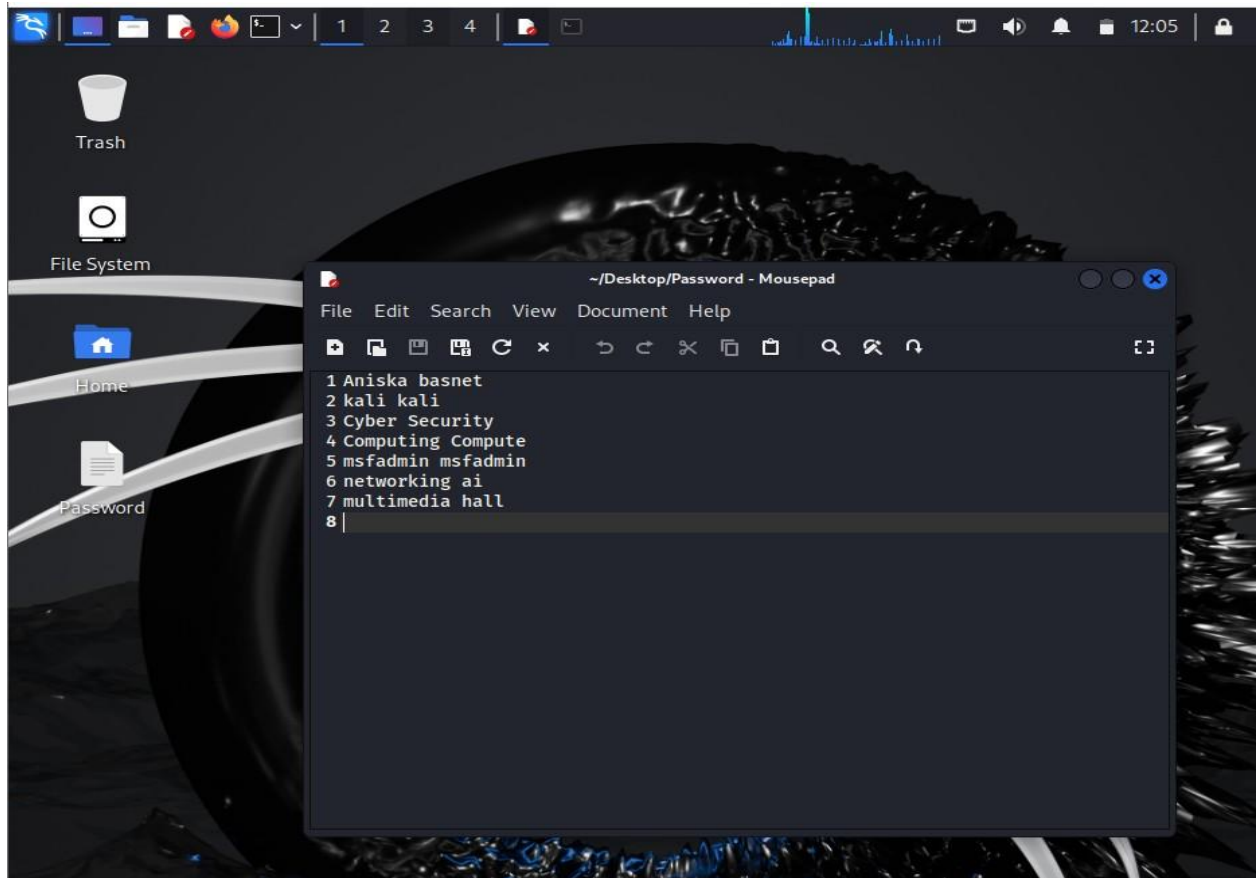 1 2 3 4 12:05
Trash
File System
Home
Password
~/Desktop/Password - Mousepad
File Edit Search View Document Help
1 Aniska basnet
2 kali kali
3 Cyber Security
4 Computing Compute
5 msfadmin msfadmin
6 networking ai
7 multimedia hall
8